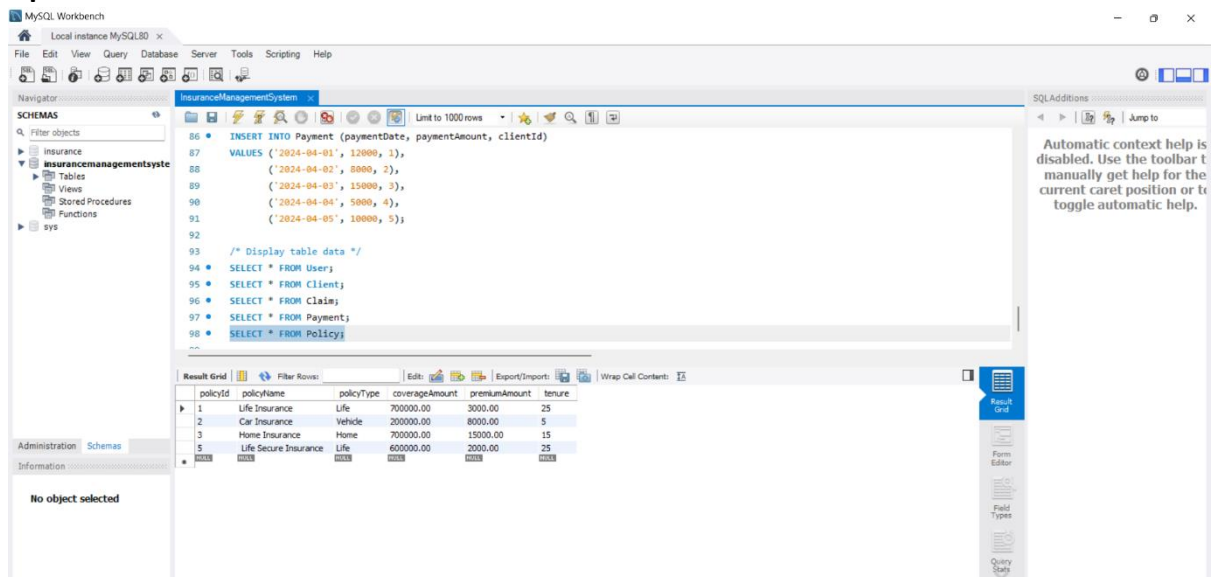 MySQL Workbench
Local instance MySQL80 ×
File Edit View Query Database Server Tools Scripting Help
Navigator
SCHEMAS
Filter objects
insurance
insurancemanagementsyste
Tables
Views
Stored Procedures
Functions
sys
Administration Schemas
Information
No object selected
InsuranceManagementSystem ×
Limit to 1000 rows
86 INSERT INTO Payment (paymentDate, paymentAmount, clientId)
87 VALUES ('2024-04-01', 12000, 1),
88 ('2024-04-02', 8000, 2),
89 ('2024-04-03', 15000, 3),
90 ('2024-04-04', 5000, 4),
91 ('2024-04-05', 10000, 5);
92
93 /* Display table data */
94 SELECT * FROM User;
95 SELECT * FROM Client;
96 SELECT * FROM Claim;
97 SELECT * FROM Payment;
98 SELECT * FROM Policy;
Result Grid Filter Rows: Edit: Export/Import: Wrap Cell Content:
policyId policyName policyType coverageAmount premiumAmount tenure
1 Life Insurance Life 700000.00 3000.00 25
2 Car Insurance Vehicle 200000.00 8000.00 5
3 Home Insurance Home 700000.00 15000.00 15
5 Life Secure Insurance Life 600000.00 2000.00 25
NULL NULL NULL NULL NULL NULL
Result
Grid
Form
Editor
Field
Types
Query
Stats
SQLAdditions
Jump to
Automatic context help is
disabled. Use the toolbar t
manually get help for the
current caret position or to
toggle automatic help.